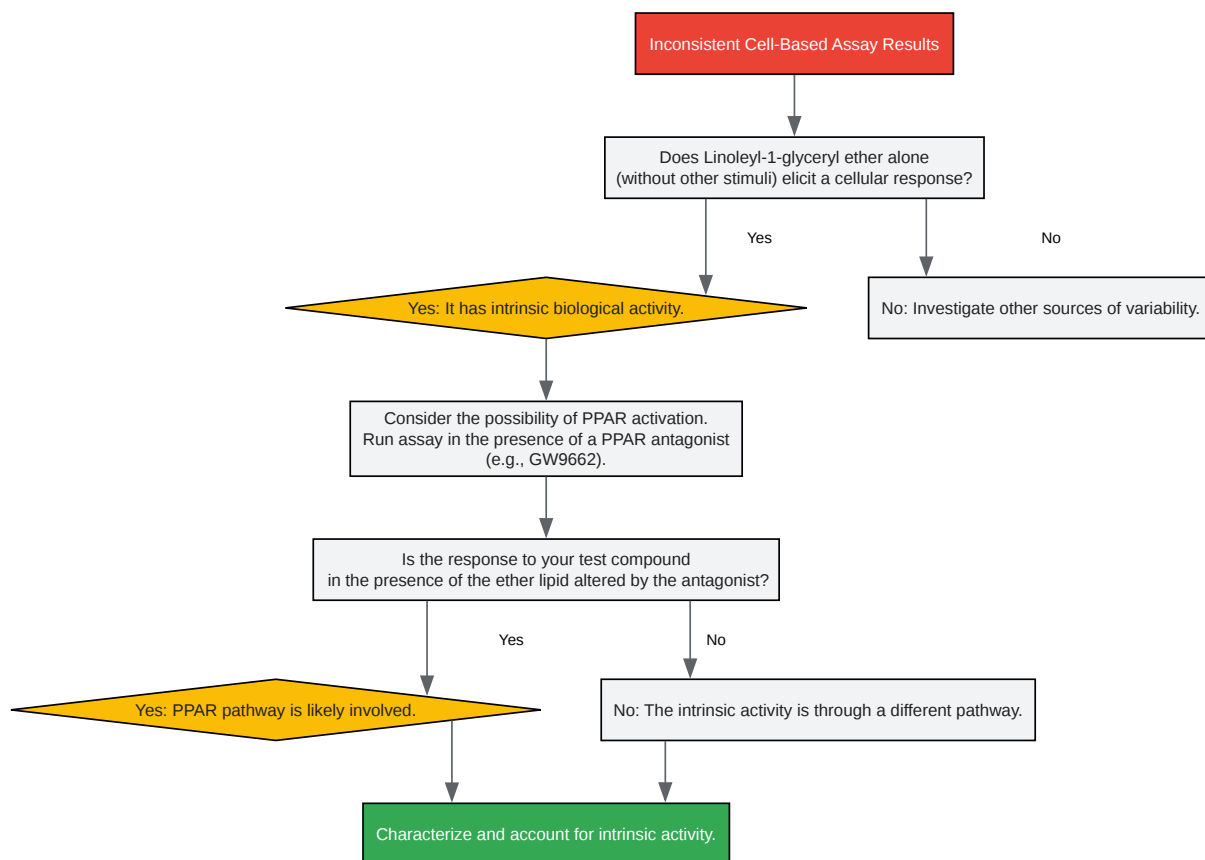 Inconsistent Cell-Based Assay Results
Does Linoleyl-1-glyceryl ether alone
(without other stimuli) elicit a cellular response?
Yes
No
Yes: It has intrinsic biological activity.
No: Investigate other sources of variability.
Consider the possibility of PPAR activation.
Run assay in the presence of a PPAR antagonist
(e.g., GW9662).
Is the response to your test compound
in the presence of the ether lipid altered by the antagonist?
Yes
No
Yes: PPAR pathway is likely involved.
No: The intrinsic activity is through a different pathway.
Characterize and account for intrinsic activity.